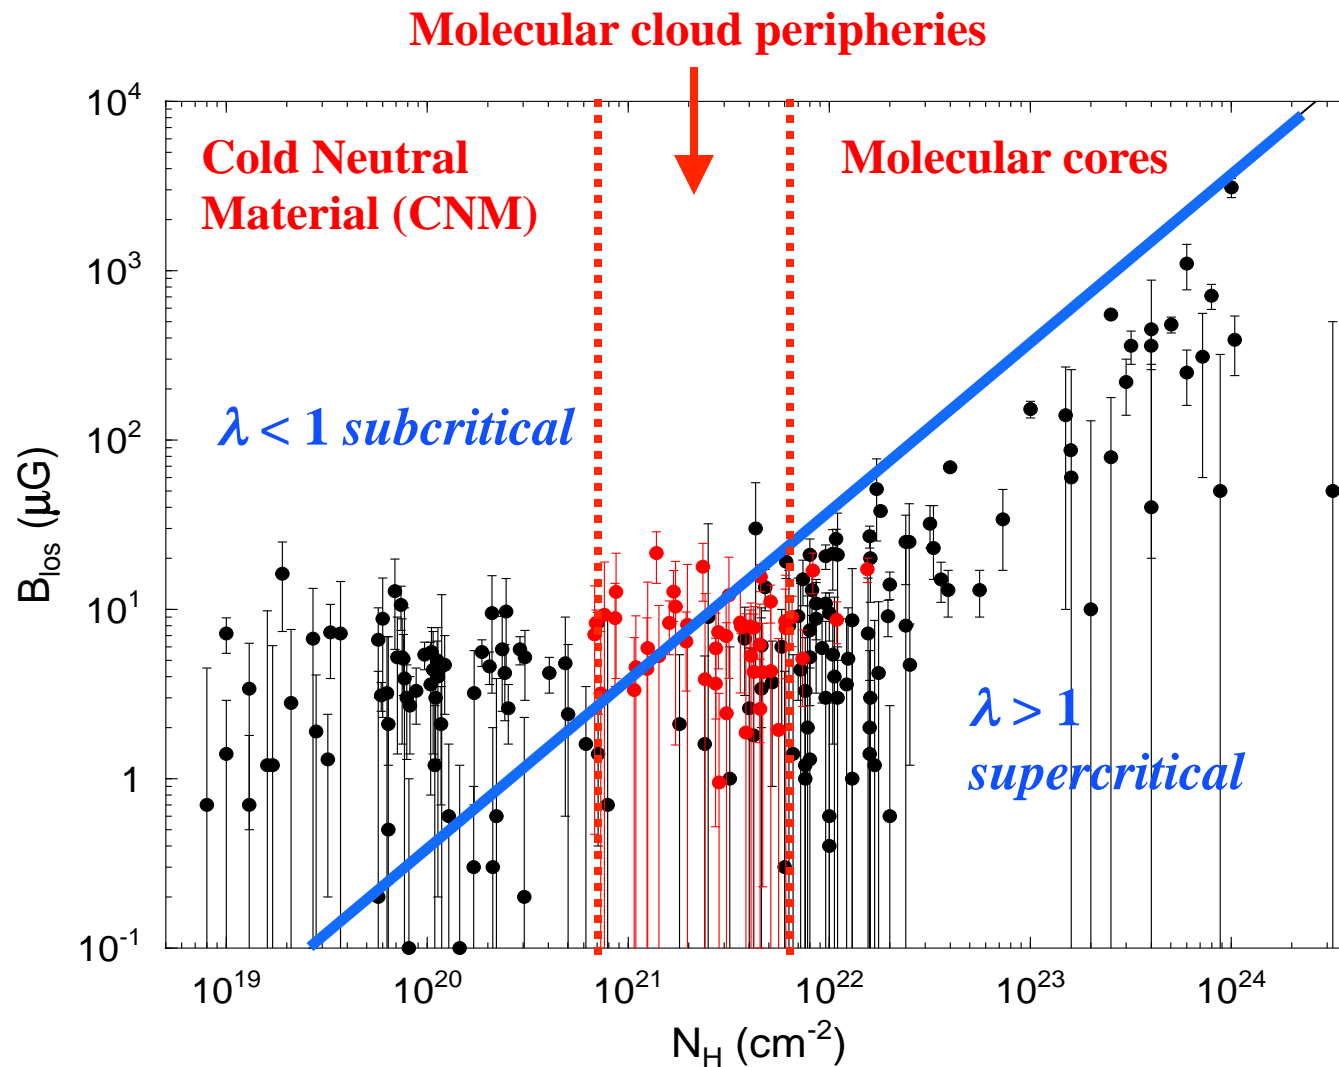 Molecular cloud peripheries
Cold Neutral
Material (CNM)
Molecular cores
λ < 1 subcritical
λ > 1
supercritical
B_los (μG)
10^4
10^3
10^2
10^1
1
10^-1
10^19
10^20
10^21
10^22
10^23
10^24
N_H (cm^-2)